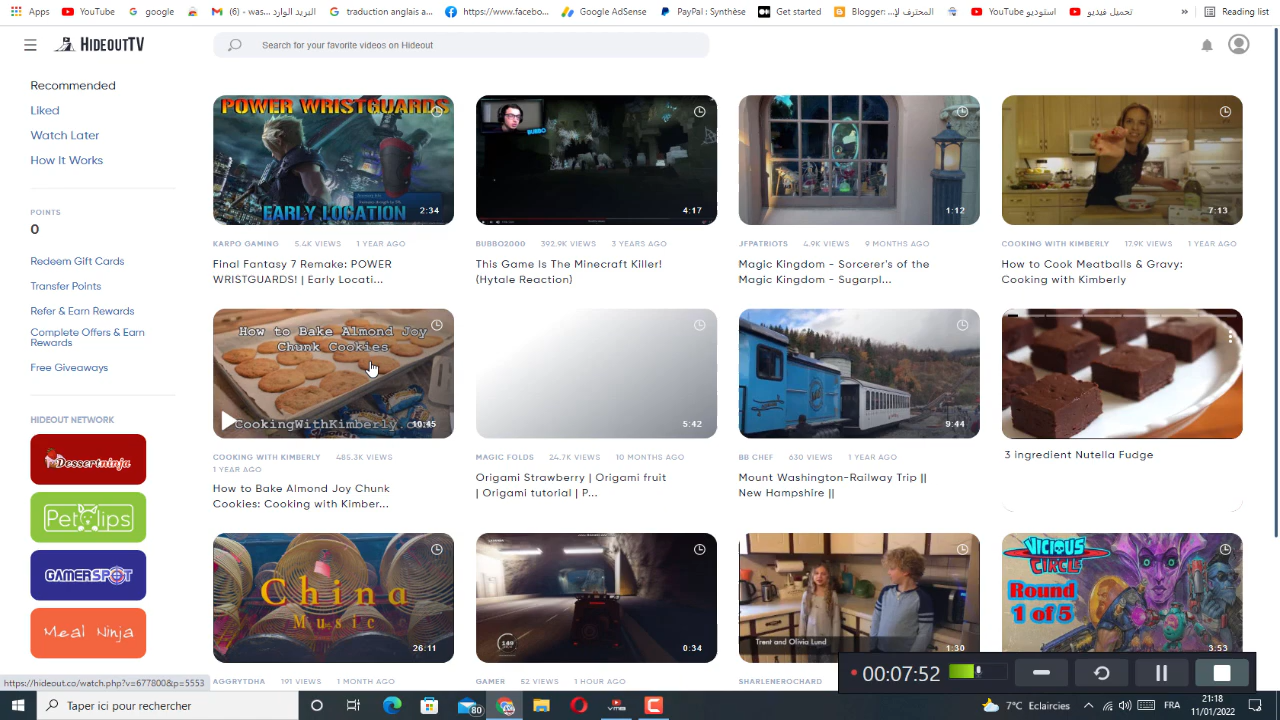 Apps YouTube google (6) - was... البريد الوارد traduction anglais a... https://www.facebo... Google AdSense PayPal : Synthèse Get started Blogger: المحترف لإ... YouTube استوديو تحميل فيديو » Reading list
HIDEOUTTV
Search for your favorite videos on Hideout
Recommended
Liked
Watch Later
How It Works
POINTS
0
Redeem Gift Cards
Transfer Points
Refer & Earn Rewards
Complete Offers & Earn
Rewards
Free Giveaways
HIDEOUT NETWORK
Dessertninja
PetClips
GAMERSPOT
Meal Ninja
POWER WRISTGUARDS
EARLY LOCATION
2:34
KARPO GAMING 5.4K VIEWS 1 YEAR AGO
Final Fantasy 7 Remake: POWER
WRISTGUARDS! | Early Locati...
BUBBO
4:17
BUBBO2000 392.9K VIEWS 3 YEARS AGO
This Game Is The Minecraft Killer!
(Hytale Reaction)
1:12
JFPATRIOTS 4.9K VIEWS 9 MONTHS AGO
Magic Kingdom - Sorcerer's of the
Magic Kingdom - Sugarpl...
7:13
COOKING WITH KIMBERLY 17.9K VIEWS 1 YEAR AGO
How to Cook Meatballs & Gravy:
Cooking with Kimberly
How to Bake Almond Joy
Chunk Cookies
CookingWithKimberly.c
10:45
COOKING WITH KIMBERLY 485.3K VIEWS
1 YEAR AGO
How to Bake Almond Joy Chunk
Cookies: Cooking with Kimber...
5:42
MAGIC FOLDS 24.7K VIEWS 10 MONTHS AGO
Origami Strawberry | Origami fruit
| Origami tutorial | P...
9:44
BB CHEF 630 VIEWS 1 YEAR AGO
Mount Washington-Railway Trip ||
New Hampshire ||
3 ingredient Nutella Fudge
China
Music
26:11
AGGRYTDHA 191 VIEWS 1 MONTH AGO
149
0:34
GAMER 52 VIEWS 1 HOUR AGO
Trent and Olivia Lund
1:30
SHARLENEROCHARD
VICIOUS
CIRCLE
Round
1 of 5
3:53
00:07:52
https://hideout.co/watch.php?v=677800&p=5553
Taper ici pour rechercher
80
7°C Eclaircies
FRA
21:18
11/01/2022